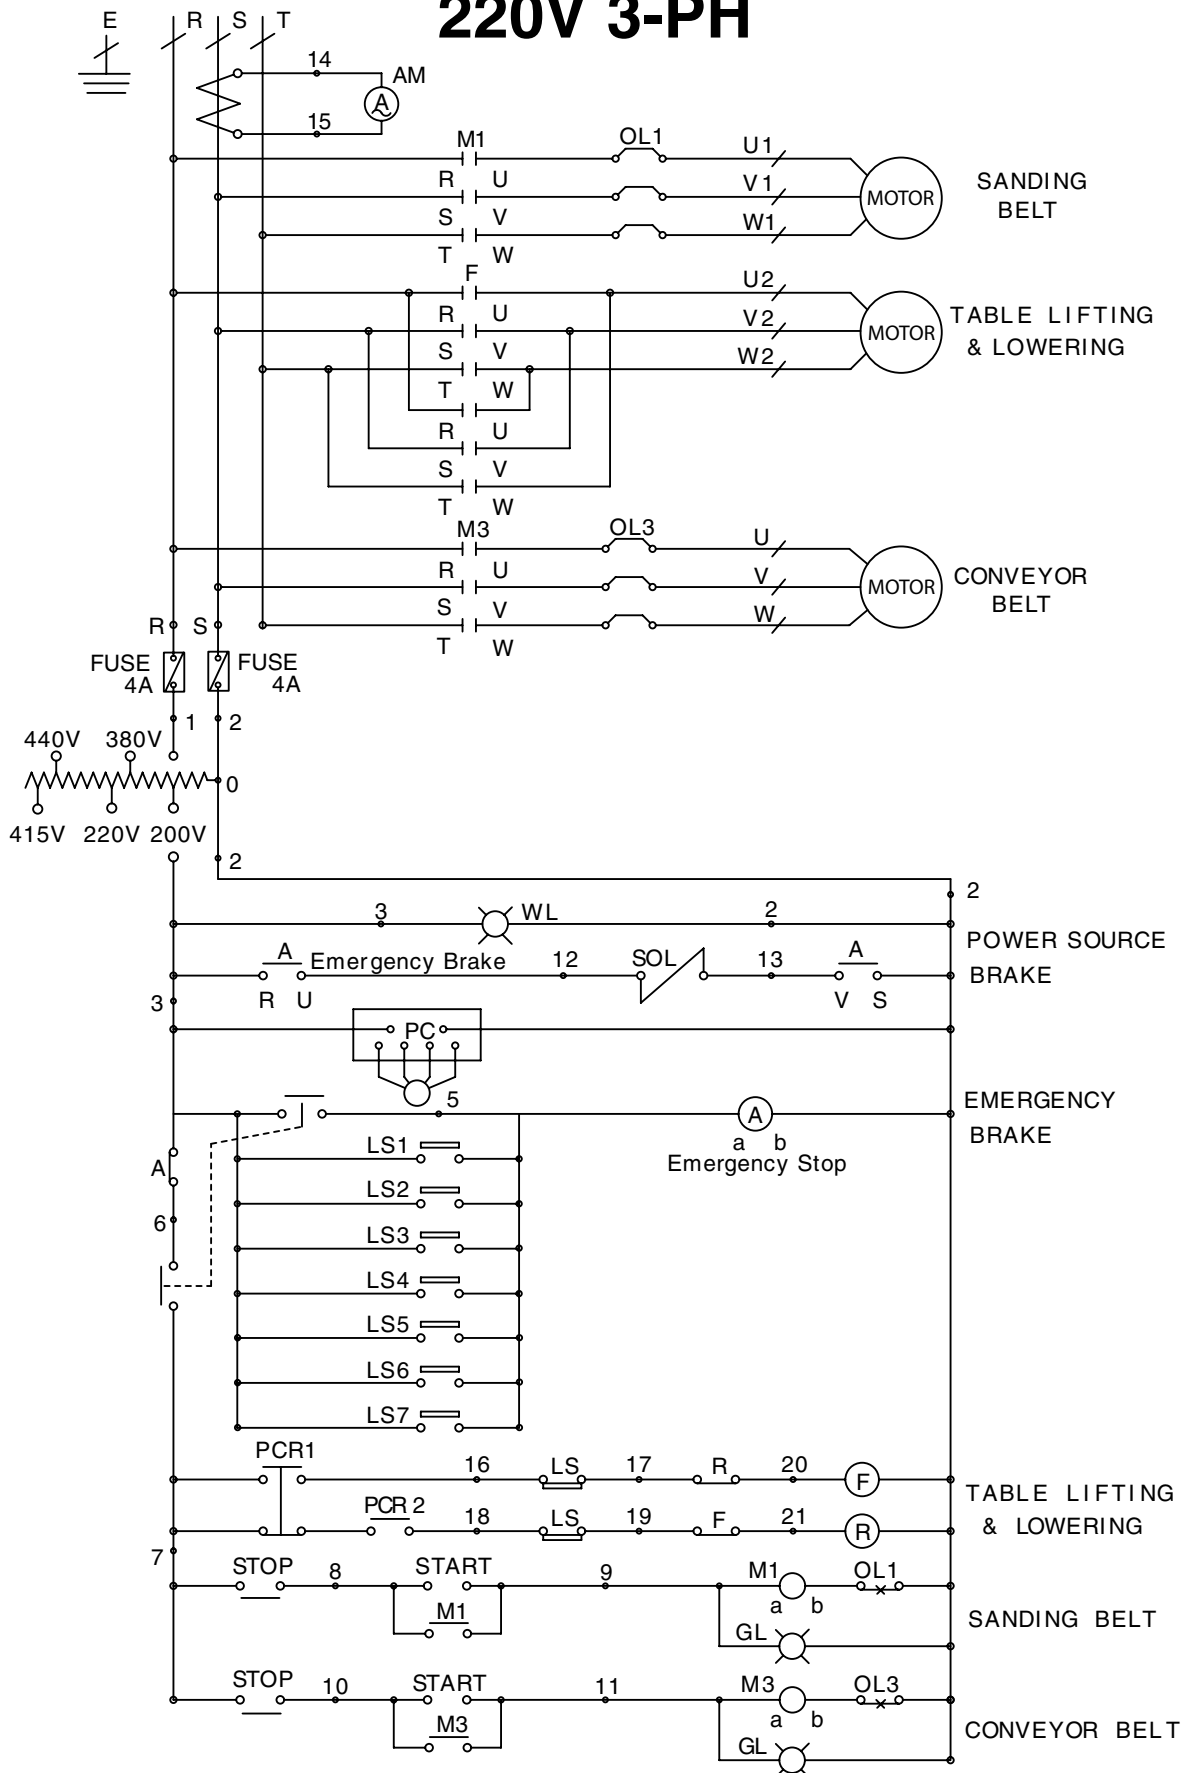 220V 3-PH
E R S T
14
AM
A
15
M1 OL1 U1
R U V1
MOTOR
SANDING
BELT
S V W1
T W
F U2
R U V2
MOTOR
TABLE LIFTING
& LOWERING
S V W2
T W
R U
S V
T W
M3 OL3 U
R U V
MOTOR
CONVEYOR
BELT
S V W
T W
R S
FUSE
4A
FUSE
4A
1 2
440V 380V
0
415V 220V 200V
2
2
3 WL 2
POWER SOURCE
A Emergency Brake 12 SOL 13 A
BRAKE
R U V S
3
PC
5
A
EMERGENCY
BRAKE
a b
Emergency Stop
LS1
A
LS2
6
LS3
LS4
LS5
LS6
LS7
PCR1
16 LS 17 R 20 F
TABLE LIFTING
& LOWERING
PCR 2 18 LS 19 F 21 R
7
STOP 8 START 9 M1 OL1
M1 a b
SANDING BELT
GL
STOP 10 START 11 M3 OL3
M3 a b
CONVEYOR BELT
GL